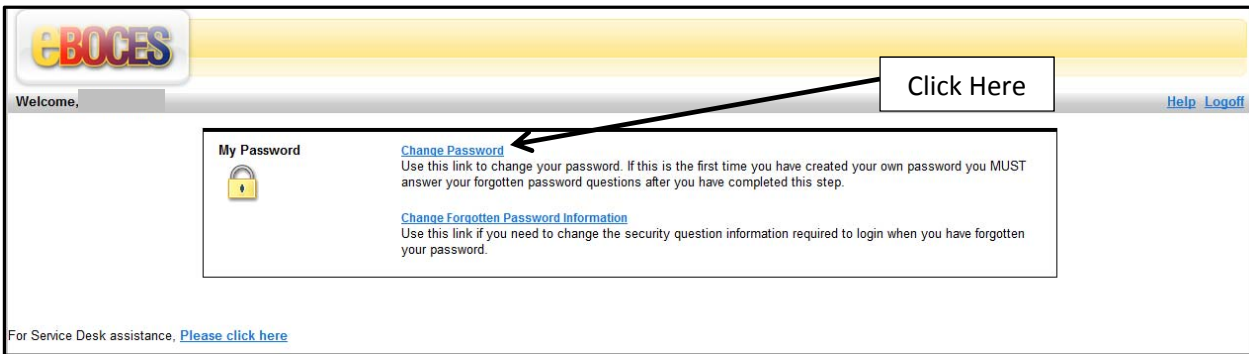 eBOCES
Click Here
Welcome,
Help Logoff
My Password
Change Password
Use this link to change your password. If this is the first time you have created your own password you MUST
answer your forgotten password questions after you have completed this step.
Change Forgotten Password Information
Use this link if you need to change the security question information required to login when you have forgotten
your password.
For Service Desk assistance, Please click here